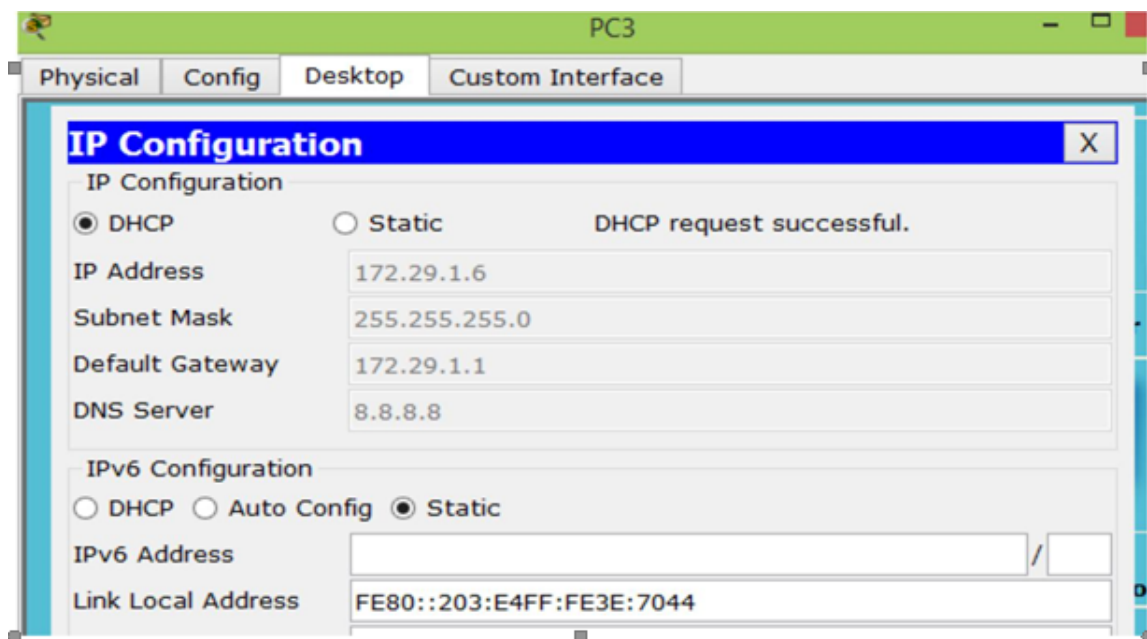 PC3
Physical Config Desktop Custom Interface
IP Configuration X
IP Configuration
DHCP Static DHCP request successful.
IP Address 172.29.1.6
Subnet Mask 255.255.255.0
Default Gateway 172.29.1.1
DNS Server 8.8.8.8
IPv6 Configuration
DHCP Auto Config Static
IPv6 Address /
Link Local Address FE80::203:E4FF:FE3E:7044